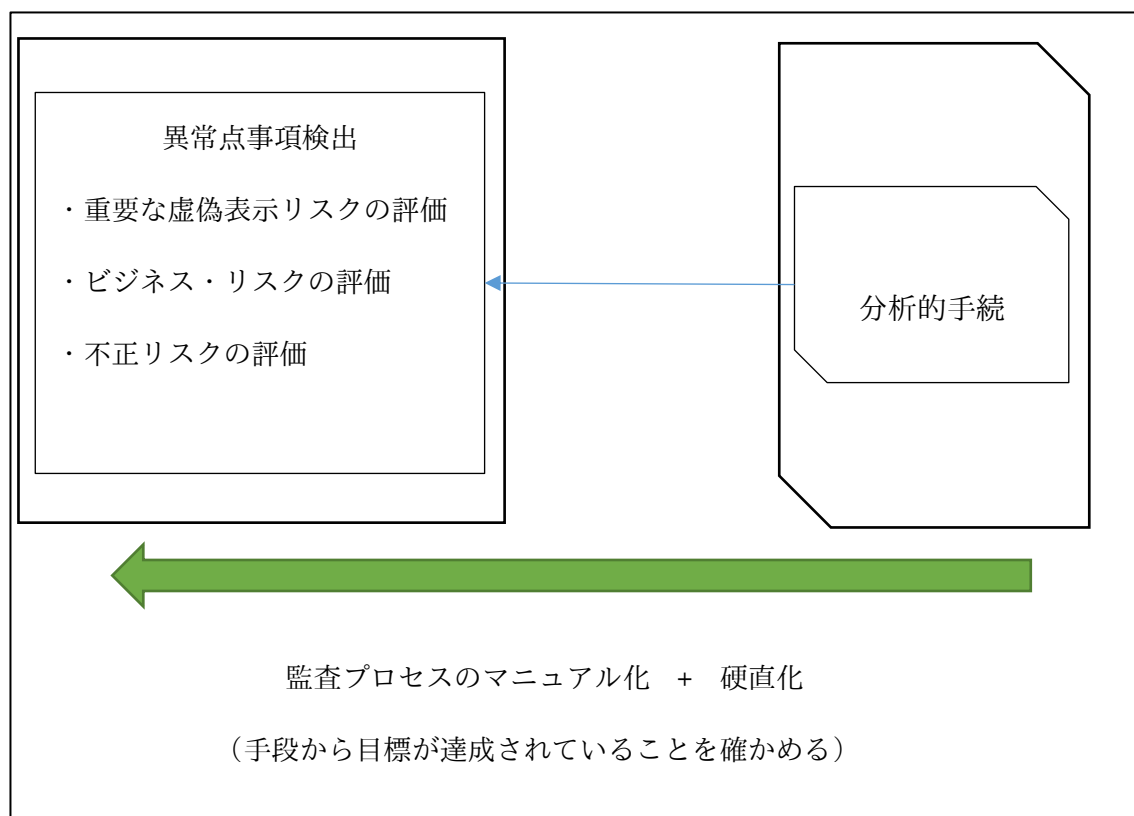 異常点事項検出
・重要な虚偽表示リスクの評価
・ビジネス・リスクの評価
・不正リスクの評価
分析的手続
監査プロセスのマニュアル化　+　硬直化
（手段から目標が達成されていることを確かめる）